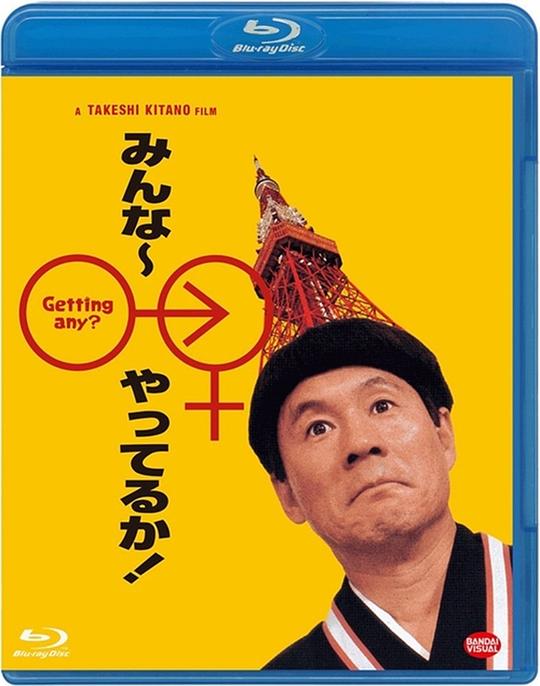 Blu-ray Disc
A TAKESHI KITANO FILM
みんな〜
Getting
any?
やってるか!
Blu-ray Disc
BANDAI
VISUAL